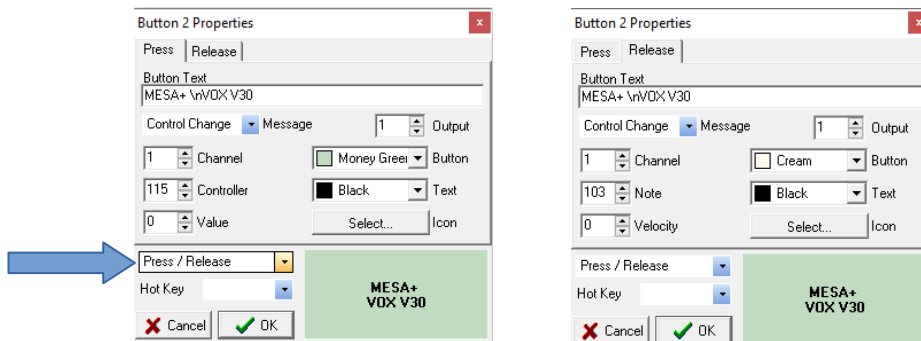 Button 2 Properties
x
Press
Release
Button Text
MESA+ \nVOX V30
Control Change
Message
1
Output
1
Channel
Money Greer
Button
115
Controller
Black
Text
0
Value
Select...
Icon
Press / Release
Hot Key
MESA+
VOX V30
Cancel
OK
Button 2 Properties
x
Press
Release
Button Text
MESA+ \nVOX V30
Control Change
Message
1
Output
1
Channel
Cream
Button
103
Note
Black
Text
0
Velocity
Select...
Icon
Press / Release
Hot Key
MESA+
VOX V30
Cancel
OK